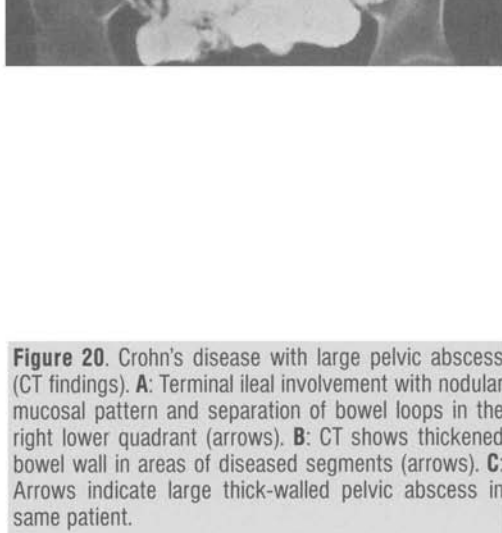 Figure 20. Crohn's disease with large pelvic abscess
(CT findings). A: Terminal ileal involvement with nodular
mucosal pattern and separation of bowel loops in the
right lower quadrant (arrows). B: CT shows thickened
bowel wall in areas of diseased segments (arrows). C:
Arrows indicate large thick-walled pelvic abscess in
same patient.